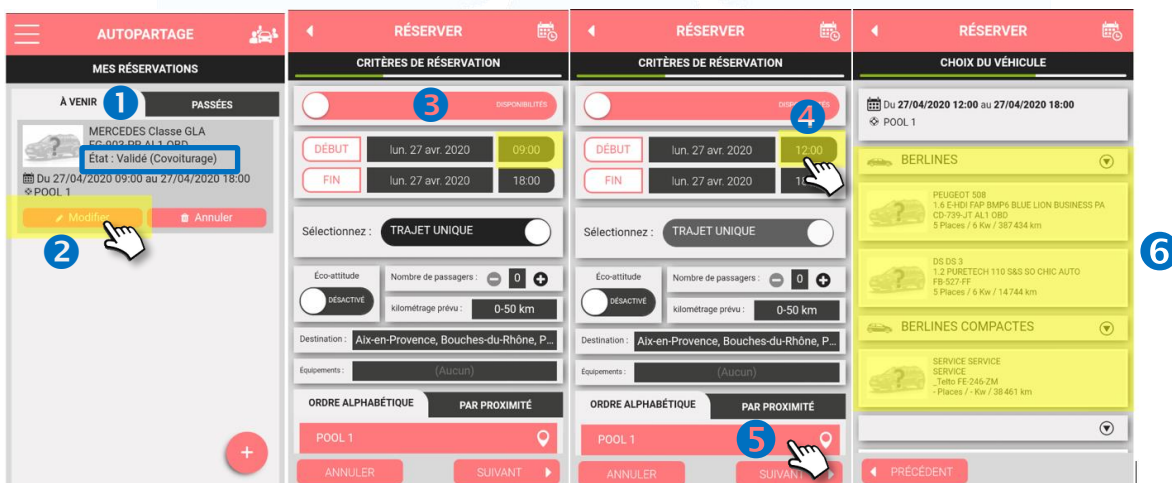 AUTOPARTAGE
MES RÉSERVATIONS
À VENIR
1
PASSÉES
MERCEDES Classe GLA
FG-903-PR AL1 OBD
État : Validé (Covoiturage)
Du 27/04/2020 09:00 au 27/04/2020 18:00
POOL 1
Modifier
Annuler
2
+
RÉSERVER
CRITÈRES DE RÉSERVATION
3
DISPONIBILITÉS
DÉBUT
lun. 27 avr. 2020
09:00
FIN
lun. 27 avr. 2020
18:00
Sélectionnez :
TRAJET UNIQUE
Éco-attitude
DÉSACTIVÉ
Nombre de passagers :
0
kilométrage prévu :
0-50 km
Destination :
Aix-en-Provence, Bouches-du-Rhône, P...
Équipements :
(Aucun)
ORDRE ALPHABÉTIQUE
PAR PROXIMITÉ
POOL 1
ANNULER
SUIVANT
RÉSERVER
CRITÈRES DE RÉSERVATION
4
DÉBUT
lun. 27 avr. 2020
12:00
FIN
lun. 27 avr. 2020
Sélectionnez :
TRAJET UNIQUE
Éco-attitude
DÉSACTIVÉ
Nombre de passagers :
0
kilométrage prévu :
0-50 km
Destination :
Aix-en-Provence, Bouches-du-Rhône, P...
Équipements :
(Aucun)
ORDRE ALPHABÉTIQUE
PAR PROXIMITÉ
POOL 1
5
ANNULER
SUIVANT
RÉSERVER
CHOIX DU VÉHICULE
Du 27/04/2020 12:00 au 27/04/2020 18:00
POOL 1
BERLINES
PEUGEOT 508
1.6 E-HDI FAP BMP6 BLUE LION BUSINESS PA
CD-739-JT AL1 OBD
5 Places / 6 Kw / 387 434 km
DS DS 3
1.2 PURETECH 110 S&S SO CHIC AUTO
FB-527-FF
5 Places / 6 Kw / 14 744 km
BERLINES COMPACTES
SERVICE SERVICE
SERVICE
_Telto FE-246-ZM
- Places / - Kw / 38 461 km
PRÉCÉDENT
6